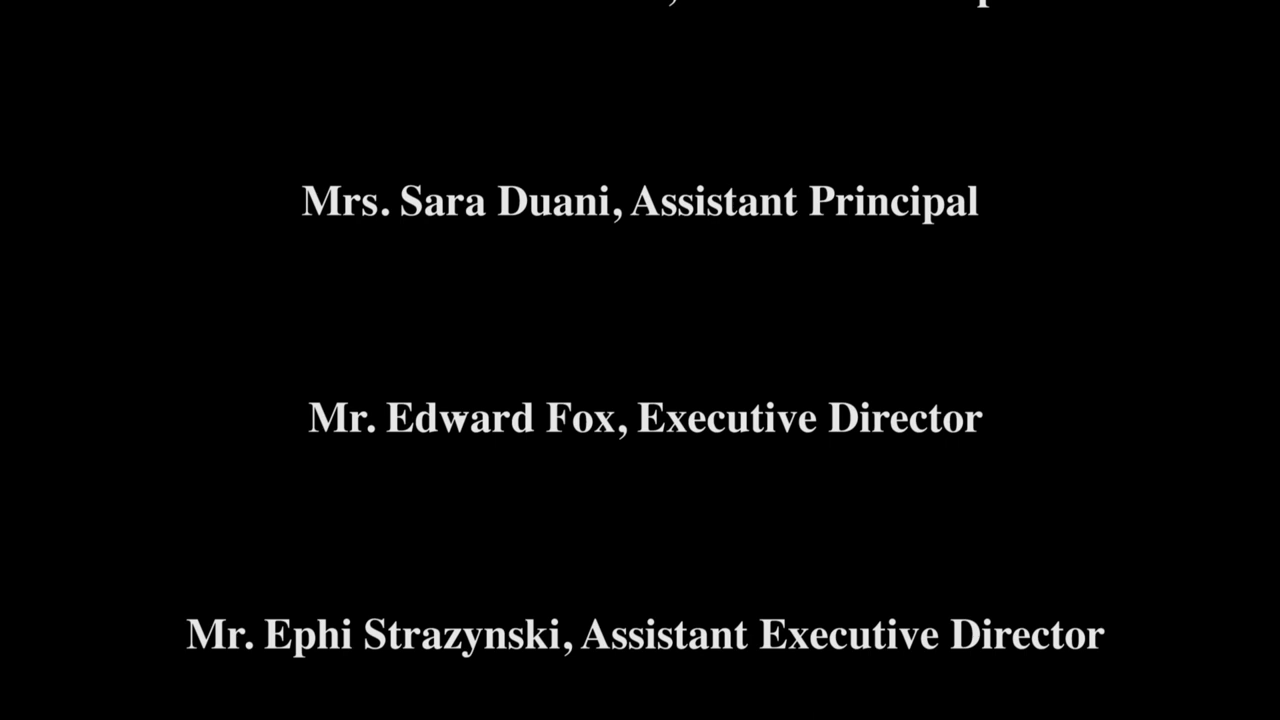 Mrs. Sara Duani, Assistant Principal
Mr. Edward Fox, Executive Director
Mr. Ephi Strazynski, Assistant Executive Director